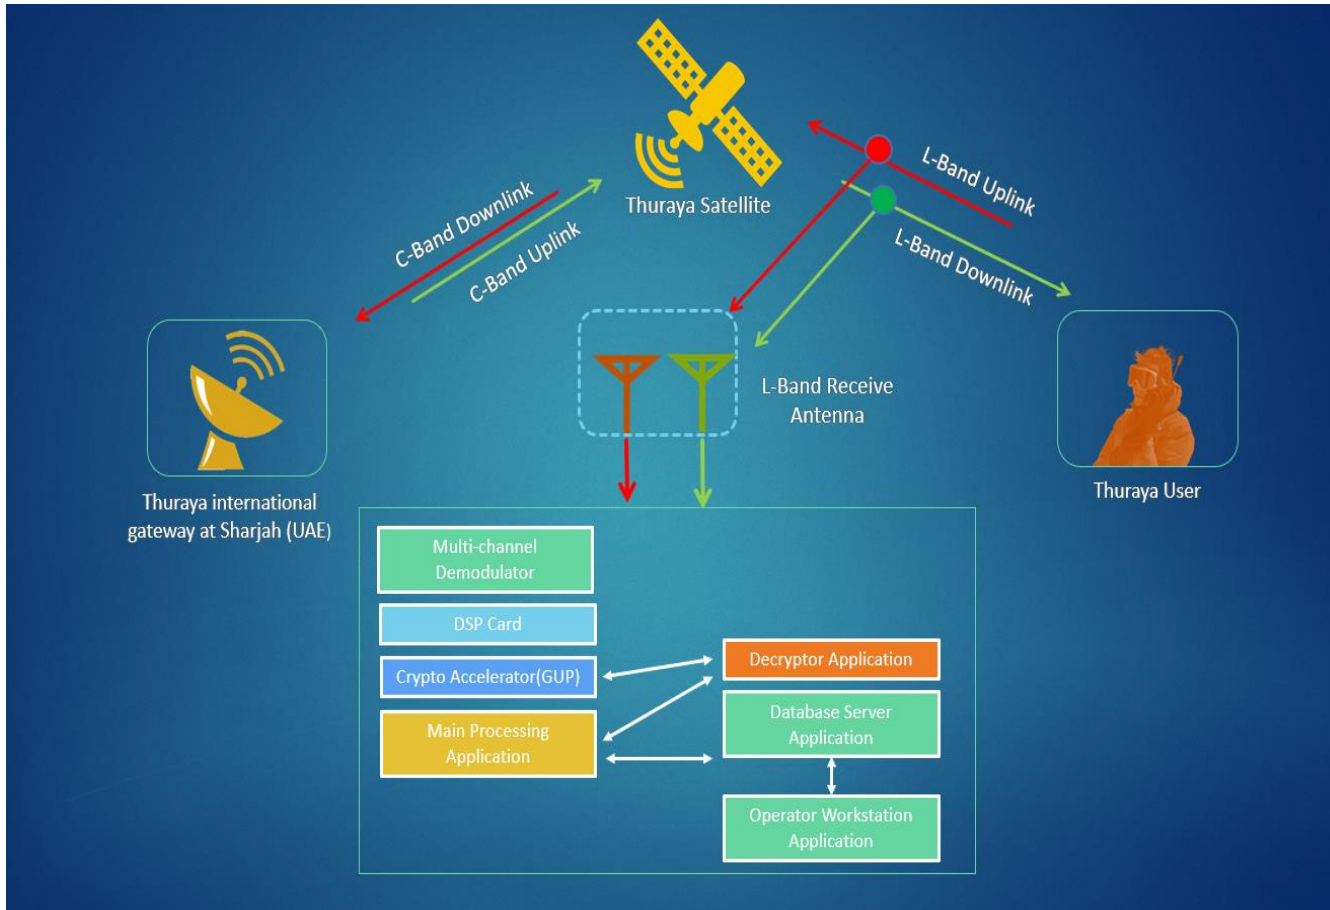 Thuraya Satellite
C-Band Downlink
C-Band Uplink
L-Band Uplink
L-Band Downlink
L-Band Receive
Antenna
Thuraya international
gateway at Sharjah (UAE)
Thuraya User
Multi-channel
Demodulator
DSP Card
Crypto Accelerator(GUP)
Main Processing
Application
Decryptor Application
Database Server
Application
Operator Workstation
Application